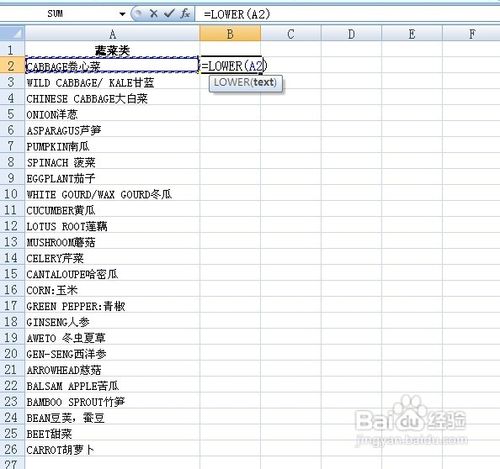 SUM fx =LOWER(A2)
A B C D E F
1 蔬菜类
2 CABBAGE卷心菜 =LOWER(A2)
3 WILD CABBAGE/ KALE甘蓝 LOWER(text)
4 CHINESE CABBAGE大白菜
5 ONION洋葱
6 ASPARAGUS芦笋
7 PUMPKIN南瓜
8 SPINACH 菠菜
9 EGGPLANT茄子
10 WHITE GOURD/WAX GOURD冬瓜
11 CUCUMBER黄瓜
12 LOTUS ROOT莲藕
13 MUSHROOM蘑菇
14 CELERY芹菜
15 CANTALOUPE哈密瓜
16 CORN:玉米
17 GREEN PEPPER:青椒
18 GINSENG人参
19 AWETO 冬虫夏草
20 GEN-SENG西洋参
21 ARROWHEAD慈菇
22 BALSAM APPLE苦瓜
23 BAMBOO SPROUT竹笋
24 BEAN豆荚，蚕豆
25 BEET甜菜
26 CARROT胡萝卜
27
Baidu 经验
jingyan.baidu.com